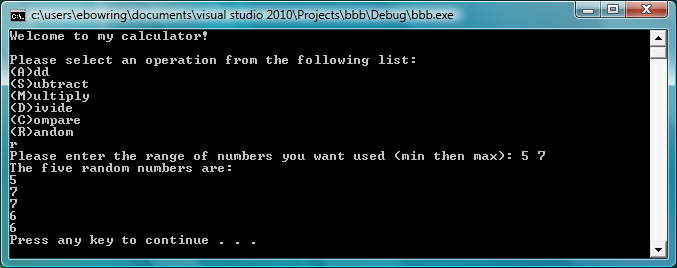 c:\users\ebowring\documents\visual studio 2010\Projects\bbb\Debug\bbb.exe
Welcome to my calculator!
Please select an operation from the following list:
(A)dd
(S)ubtract
(M)ultiply
(D)ivide
(C)ompare
(R)andom
r
Please enter the range of numbers you want used (min then max): 5 7
The five random numbers are:
5
7
7
6
6
Press any key to continue . . .